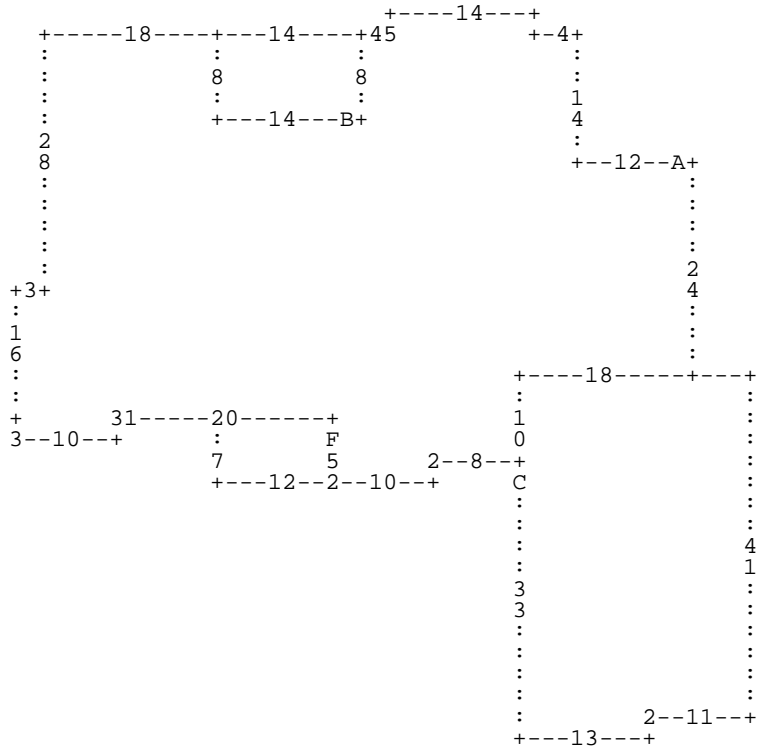 +----14----+
  +-----18----+---14----+45         +-4+
  :           :         :              :
  :           8         8              :
  :           :         :              1
  :           +---14---B+              4
  2                                    :
  8                                    +--12--A+
  :                                            :
  :                                            :
  :                                            :
  :                                            :
  :                                            2
+3+                                            4
:                                              :
1                                              :
6                                              :
:                                  +----18-----+---+
:                                  :               :
+      31-----20------+            1               :
3--10--+      :       F            0               :
              7       5      2--8--+               :
              +---12--2--10--+     C               :
                                   :               :
                                   :               :
                                   :               4
                                   :               1
                                   3               :
                                   3               :
                                   :               :
                                   :               :
                                   :               :
                                   :               :
                                   :        2--11--+
                                   +---13---+